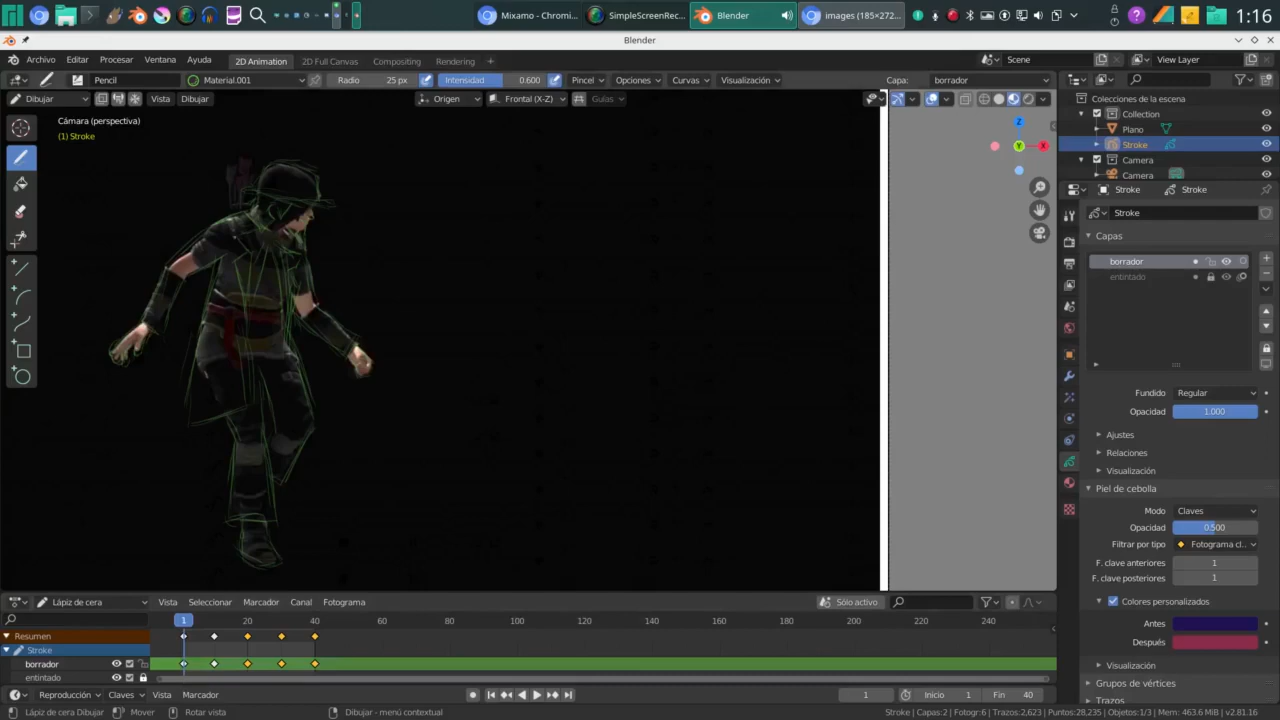 Mixamo - Chromi...
SimpleScreenRec...
Blender
images (185×272...
1:16
Blender
Archivo
Editar
Procesar
Ventana
Ayuda
2D Animation
2D Full Canvas
Compositing
Rendering
+
Scene
View Layer
Pencil
Material.001
Radio
25 px
Intensidad
0.600
Pincel
Opciones
Curvas
Visualización
Capa:
borrador
Dibujar
Vista
Dibujar
Origen
Frontal (X-Z)
Guías
Colecciones de la escena
Collection
Plano
Stroke
Camera
Camera
Cámara (perspectiva)
(1) Stroke
Z
Y
X
Stroke
Stroke
Stroke
Capas
borrador
entintado
Fundido
Regular
Opacidad
1.000
Ajustes
Relaciones
Visualización
Piel de cebolla
Modo
Claves
Opacidad
0.500
Filtrar por tipo
Fotograma cl...
F. clave anteriores
1
F. clave posteriores
1
Colores personalizados
Antes
Después
Visualización
Grupos de vértices
Trazos
Lápiz de cera
Vista
Seleccionar
Marcador
Canal
Fotograma
Sólo activo
1
20
40
60
80
100
120
140
160
180
200
220
240
Resumen
Stroke
borrador
entintado
Reproducción
Claves
Vista
Marcador
1
Inicio
1
Fin
40
Lápiz de cera Dibujar
Mover
Rotar vista
Dibujar - menú contextual
Stroke | Capas:2 | Fotogr:6 | Trazos:2,623 | Puntos:28,235 | Objetos:1/3 | Mem: 463.6 MiB | v2.81.16